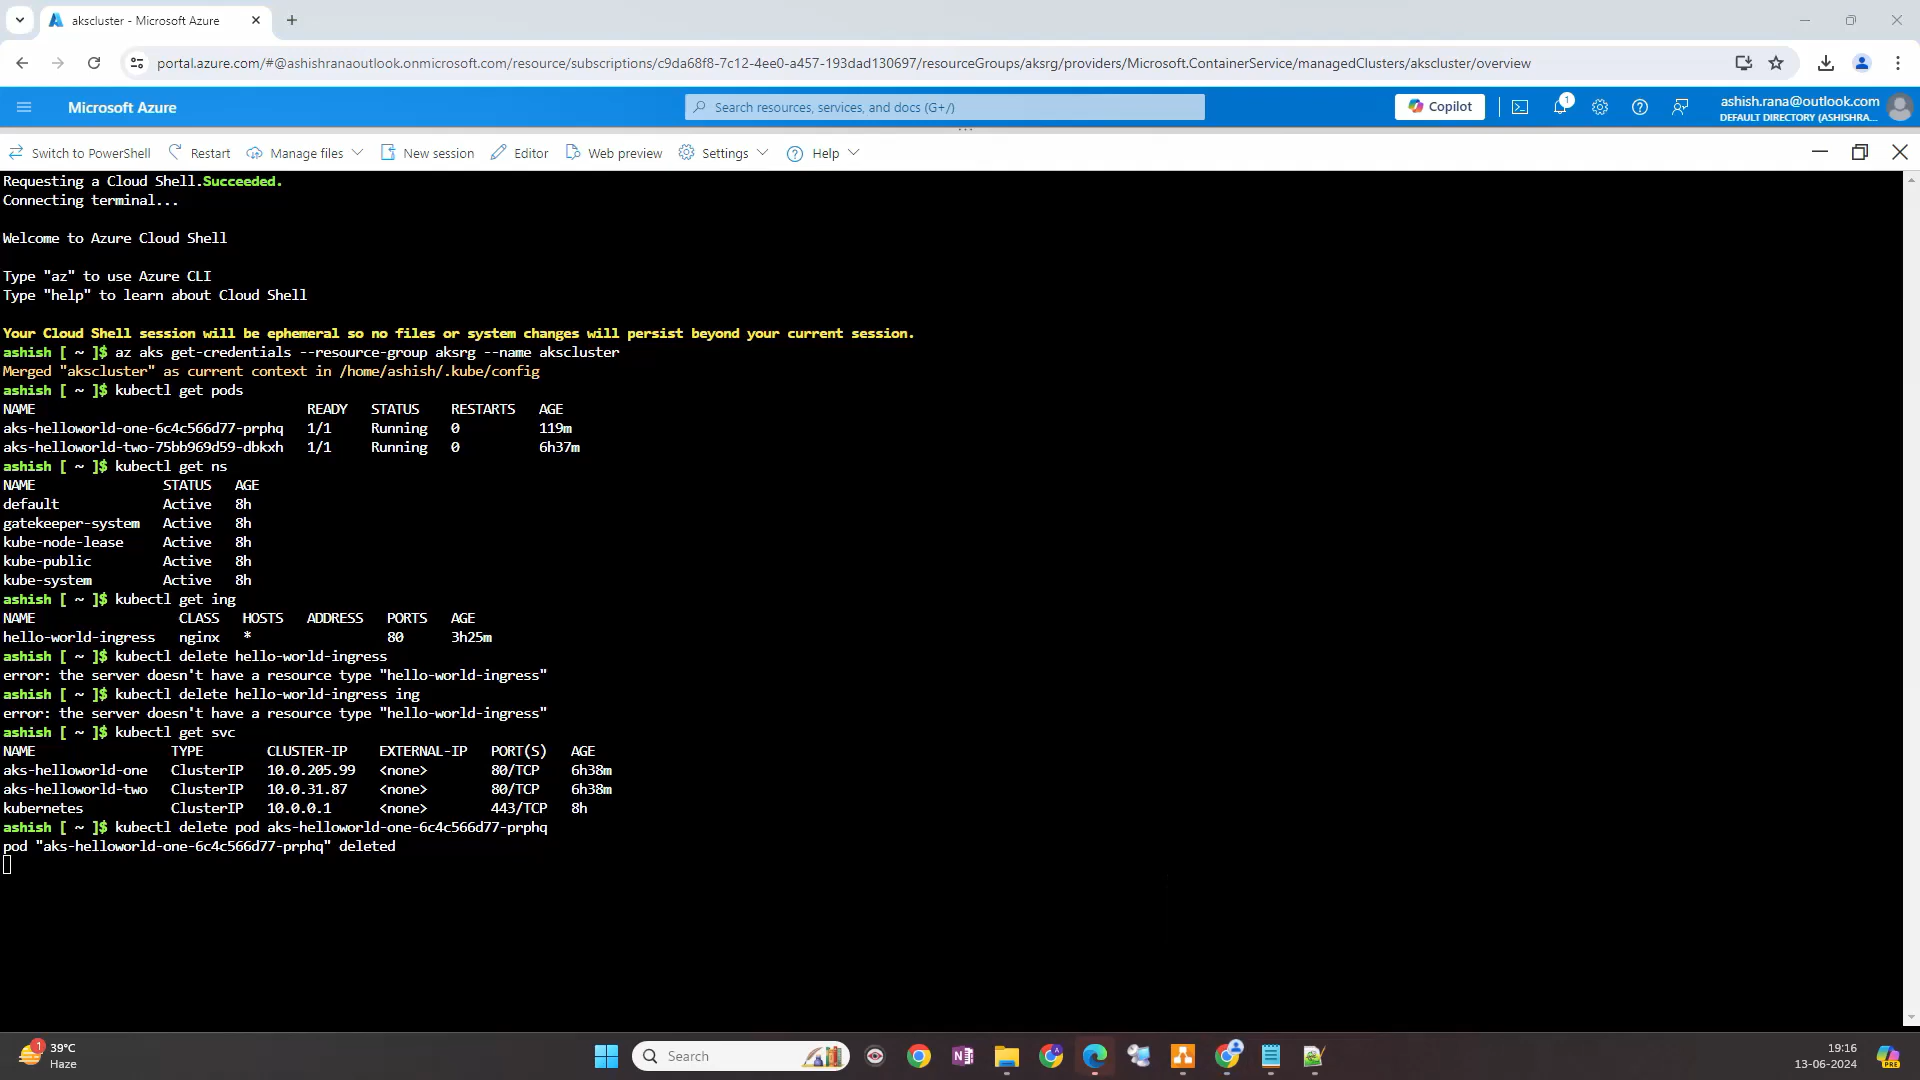 akscluster - Microsoft Azure
portal.azure.com/#@ashishranaoutlook.onmicrosoft.com/resource/subscriptions/c9da68f8-7c12-4ee0-a457-193dad130697/resourceGroups/aksrg/providers/Microsoft.ContainerService/managedClusters/akscluster/overview
Microsoft Azure
Search resources, services, and docs (G+/)
Copilot
1
ashish.rana@outlook.com
DEFAULT DIRECTORY (ASHISHRA...
Switch to PowerShell Restart Manage files New session Editor Web preview Settings Help
Requesting a Cloud Shell.Succeeded.
Connecting terminal...
Welcome to Azure Cloud Shell
Type "az" to use Azure CLI
Type "help" to learn about Cloud Shell
Your Cloud Shell session will be ephemeral so no files or system changes will persist beyond your current session.
ashish [ ~ ]$ az aks get-credentials --resource-group aksrg --name akscluster
Merged "akscluster" as current context in /home/ashish/.kube/config
ashish [ ~ ]$ kubectl get pods
NAME READY STATUS RESTARTS AGE
aks-helloworld-one-6c4c566d77-prphq 1/1 Running 0 119m
aks-helloworld-two-75bb969d59-dbkxh 1/1 Running 0 6h37m
ashish [ ~ ]$ kubectl get ns
NAME STATUS AGE
default Active 8h
gatekeeper-system Active 8h
kube-node-lease Active 8h
kube-public Active 8h
kube-system Active 8h
ashish [ ~ ]$ kubectl get ing
NAME CLASS HOSTS ADDRESS PORTS AGE
hello-world-ingress nginx * 80 3h25m
ashish [ ~ ]$ kubectl delete hello-world-ingress
error: the server doesn't have a resource type "hello-world-ingress"
ashish [ ~ ]$ kubectl delete hello-world-ingress ing
error: the server doesn't have a resource type "hello-world-ingress"
ashish [ ~ ]$ kubectl get svc
NAME TYPE CLUSTER-IP EXTERNAL-IP PORT(S) AGE
aks-helloworld-one ClusterIP 10.0.205.99 <none> 80/TCP 6h38m
aks-helloworld-two ClusterIP 10.0.31.87 <none> 80/TCP 6h38m
kubernetes ClusterIP 10.0.0.1 <none> 443/TCP 8h
ashish [ ~ ]$ kubectl delete pod aks-helloworld-one-6c4c566d77-prphq
pod "aks-helloworld-one-6c4c566d77-prphq" deleted
1
39°C
Haze
Search
N
19:16
13-06-2024
PRE